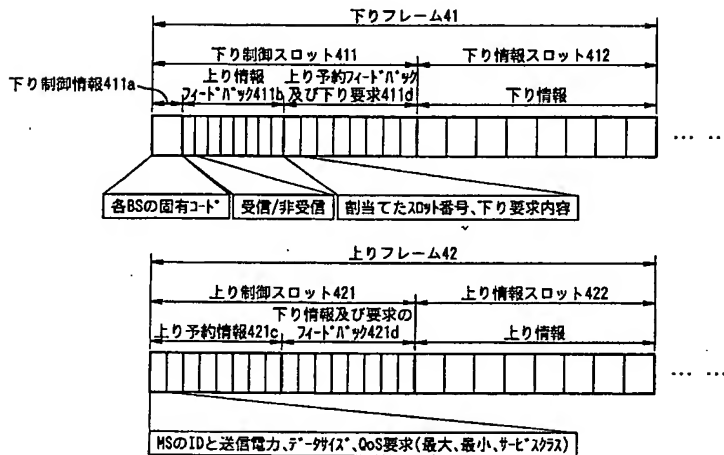 下りフレーム41
下り制御スロット411
下り情報スロット412
下り制御情報411a
上り情報
フィードバック411b
上り予約フィードバック
及び下り要求411d
下り情報
… …
各BSの固有コード
受信/非受信
割当てたスロット番号、下り要求内容
上りフレーム42
上り制御スロット421
上り情報スロット422
上り予約情報421c
下り情報及び要求の
フィードバック421d
上り情報
… …
MSのIDと送信電力、データサイズ、QoS要求(最大、最小、サービスクラス)